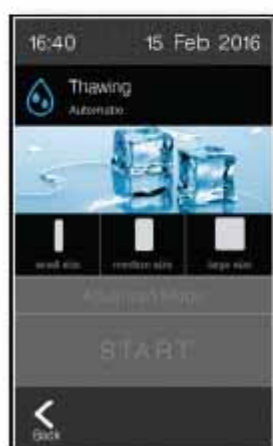 16:40 15 Feb 2016
Thawing
Automatic
small size medium size large size
Advanced Mode
START
Back